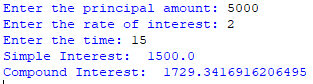 Enter the principal amount: 5000
Enter the rate of interest: 2
Enter the time: 15
Simple Interest:  1500.0
Compound Interest:  1729.3416916206495